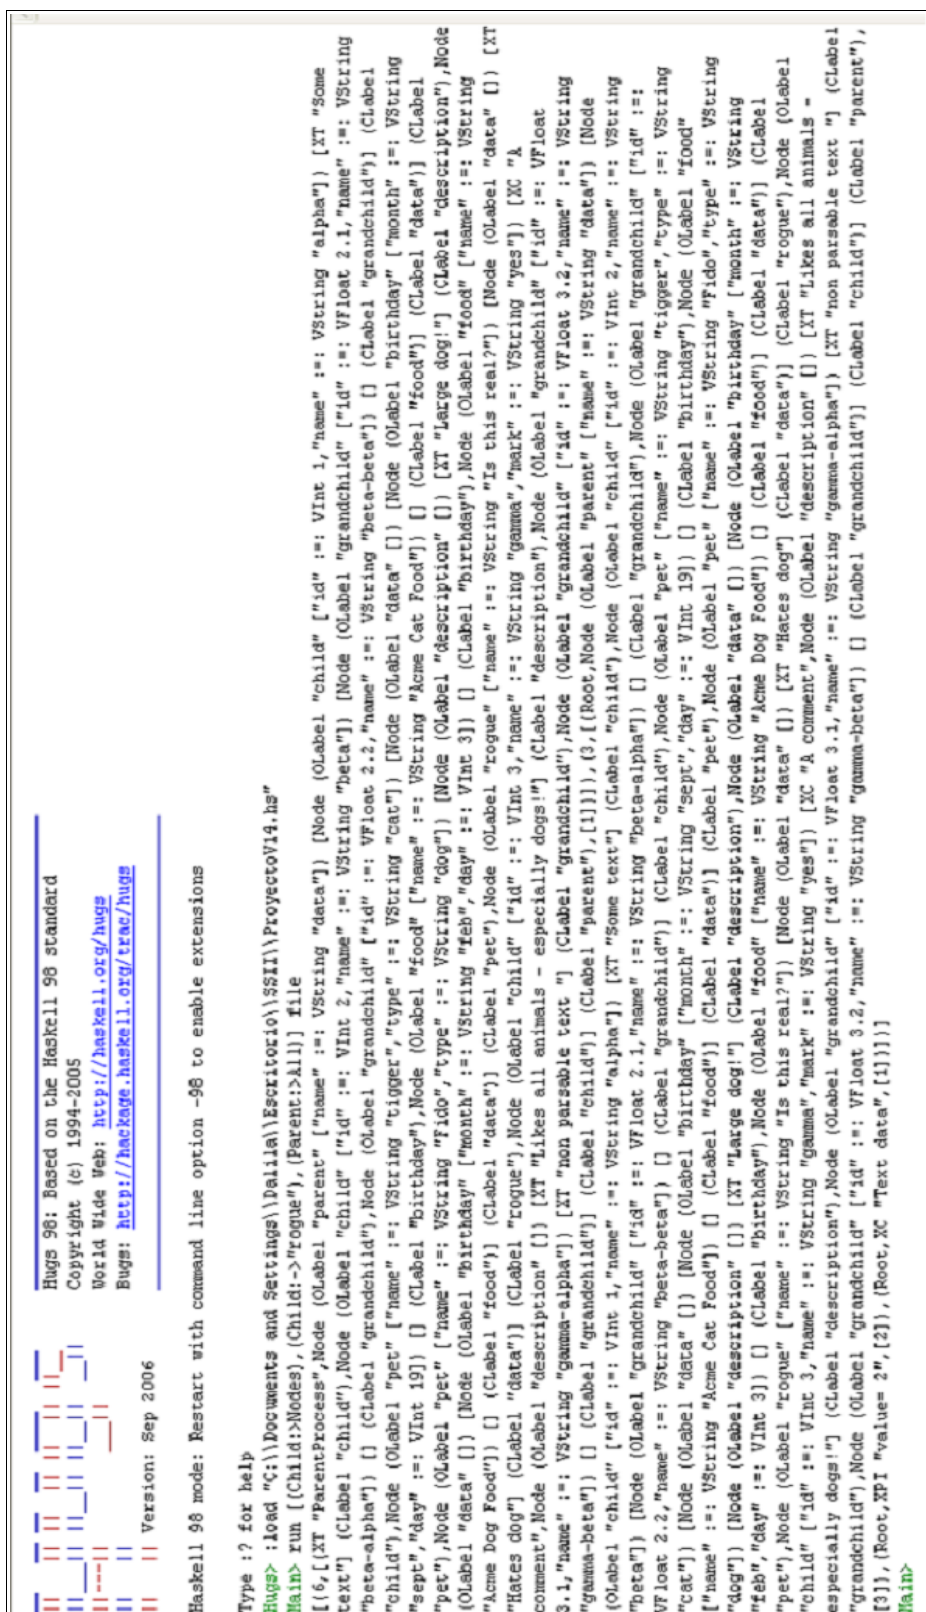 Hugs 98: Based on the Haskell 98 standard
Copyright (c) 1994-2005
World Wide Web: http://haskell.org/hugs
Bugs: http://hackage.haskell.org/trac/hugs
Version: Sep 2006
Haskell 98 mode: Restart with command line option -98 to enable extensions
Type :? for help
Hugs> :load "C:\\Documents and Settings\\Dalila\\Escritorio\\SSII\\ProyectoV14.hs"
Main> run [(Child:>Nodes),(Child:->"rogue"),(Parent:>All)] file
[(6,[(XT "ParentProcess",Node (OLabel "parent" ["name" :=: VString "data"]) [Node (OLabel "child" ["id" :=: VInt 1,"name" :=: VString "alpha"]) [XT "Some
text"] (CLabel "child"),Node (OLabel "child" ["id" :=: VInt 2,"name" :=: VString "beta"]) [Node (OLabel "grandchild" ["id" :=: VFloat 2.1,"name" :=: VString
"beta-alpha"]) [] (CLabel "grandchild"),Node (OLabel "grandchild" ["id" :=: VFloat 2.2,"name" :=: VString "beta-beta"]) [] (CLabel "grandchild")] (CLabel
"child"),Node (OLabel "pet" ["name" :=: VString "tigger","type" :=: VString "cat"]) [Node (OLabel "data" []) [Node (OLabel "birthday" ["month" :=: VString
"sept","day" :=: VInt 19]) [] (CLabel "birthday"),Node (OLabel "food" ["name" :=: VString "Acme Cat Food"]) [] (CLabel "food")] (CLabel "data")] (CLabel
"pet"),Node (OLabel "pet" ["name" :=: VString "Fido","type" :=: VString "dog"]) [Node (OLabel "description" []) [XT "Large dog!"] (CLabel "description"),Node
(OLabel "data" []) [Node (OLabel "birthday" ["month" :=: VString "feb","day" :=: VInt 3]) [] (CLabel "birthday"),Node (OLabel "food" ["name" :=: VString
"Acme Dog Food"]) [] (CLabel "food")] (CLabel "data")] (CLabel "pet"),Node (OLabel "rogue" ["name" :=: VString "Is this real?"]) [Node (OLabel "data" []) [XT
"Hates dog"] (CLabel "data")] (CLabel "rogue"),Node (OLabel "child" ["id" :=: VInt 3,"name" :=: VString "gamma","mark" :=: VString "yes"]) [XC "A
comment",Node (OLabel "description" []) [XT "Likes all animals - especially dogs!"] (CLabel "description"),Node (OLabel "grandchild" ["id" :=: VFloat
3.1,"name" :=: VString "gamma-alpha"]) [XT "non parsable text "] (CLabel "grandchild"),Node (OLabel "grandchild" ["id" :=: VFloat 3.2,"name" :=: VString
"gamma-beta"]) [] (CLabel "grandchild")] (CLabel "child")] (CLabel "parent"),[1])]),(3,[(Root,Node (OLabel "parent" ["name" :=: VString "data"]) [Node
(OLabel "child" ["id" :=: VInt 1,"name" :=: VString "alpha"]) [XT "Some text"] (CLabel "child"),Node (OLabel "child" ["id" :=: VInt 2,"name" :=: VString
"beta"]) [Node (OLabel "grandchild" ["id" :=: VFloat 2.1,"name" :=: VString "beta-alpha"]) [] (CLabel "grandchild"),Node (OLabel "grandchild" ["id" :=:
VFloat 2.2,"name" :=: VString "beta-beta"]) [] (CLabel "grandchild")] (CLabel "child"),Node (OLabel "pet" ["name" :=: VString "tigger","type" :=: VString
"cat"]) [Node (OLabel "data" []) [Node (OLabel "birthday" ["month" :=: VString "sept","day" :=: VInt 19]) [] (CLabel "birthday"),Node (OLabel "food"
["name" :=: VString "Acme Cat Food"]) [] (CLabel "food")] (CLabel "data")] (CLabel "pet"),Node (OLabel "pet" ["name" :=: VString "Fido","type" :=: VString
"dog"]) [Node (OLabel "description" []) [XT "Large dog!"] (CLabel "description"),Node (OLabel "data" []) [Node (OLabel "birthday" ["month" :=: VString
"feb","day" :=: VInt 3]) [] (CLabel "birthday"),Node (OLabel "food" ["name" :=: VString "Acme Dog Food"]) [] (CLabel "food")] (CLabel "data")] (CLabel
"pet"),Node (OLabel "rogue" ["name" :=: VString "Is this real?"]) [Node (OLabel "data" []) [XT "Hates dog"] (CLabel "data")] (CLabel "rogue"),Node (OLabel
"child" ["id" :=: VInt 3,"name" :=: VString "gamma","mark" :=: VString "yes"]) [XC "A comment",Node (OLabel "description" []) [XT "Likes all animals -
especially dogs!"] (CLabel "description"),Node (OLabel "grandchild" ["id" :=: VFloat 3.1,"name" :=: VString "gamma-alpha"]) [XT "non parsable text "] (CLabel
"grandchild"),Node (OLabel "grandchild" ["id" :=: VFloat 3.2,"name" :=: VString "gamma-beta"]) [] (CLabel "grandchild")] (CLabel "child")] (CLabel "parent"),
[3]),(Root,XPI "value= 2",[2]),(Root,XC "Text data",[1])])]
Main>